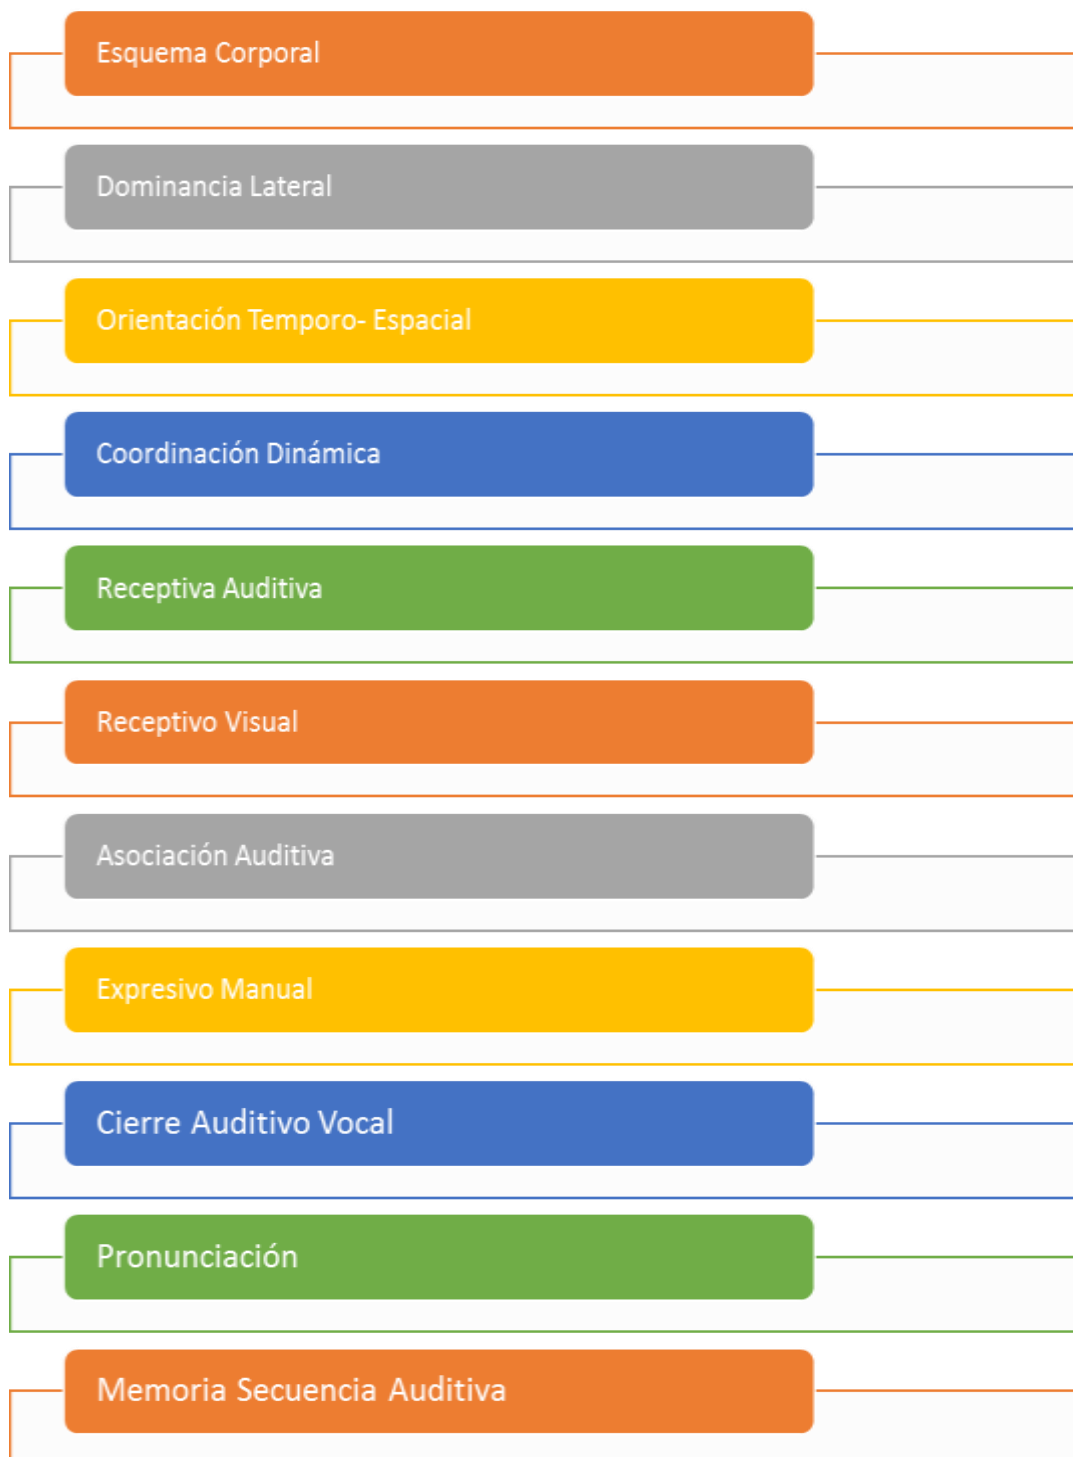 Esquema Corporal
Dominancia Lateral
Orientación Temporo- Espacial
Coordinación Dinámica
Receptiva Auditiva
Receptivo Visual
Asociación Auditiva
Expresivo Manual
Cierre Auditivo Vocal
Pronunciación
Memoria Secuencia Auditiva